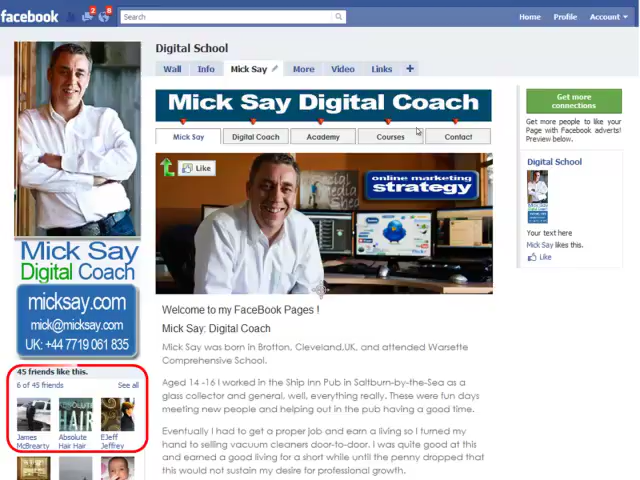 facebook
2
8
Search
Home Profile Account
Digital School
Wall Info Mick Say More Video Links +
Mick Say Digital Coach
Mick Say Digital Coach Academy Courses Contact
Like
online marketing
strategy
Mick Say
Digital Coach
micksay.com
mick@micksay.com
UK: +44 7719 061 835
45 friends like this.
6 of 45 friends See all
ABSOLUTE
HAIR
James
McBrearty
Absolute
Hair Hair
EJeff
Jeffrey
Welcome to my FaceBook Pages !
Mick Say: Digital Coach
Mick Say was born in Brotton, Cleveland,UK, and attended Warsette
Comprehensive School.
Aged 14 -16 I worked in the Ship Inn Pub in Saltburn-by-the-Sea as a
glass collector and general, well, everything really. These were fun days
meeting new people and helping out in the pub having a good time.
Eventually I had to get a proper job and earn a living so I turned my
hand to selling vacuum cleaners door-to-door. I was quite good at this
and earned a good living for a short while until the penny dropped that
this would not sustain my desire for professional growth.
Get more
connections
Get more people to like your
Page with Facebook adverts!
Preview below.
Digital School
Your text here
Mick Say likes this.
Like